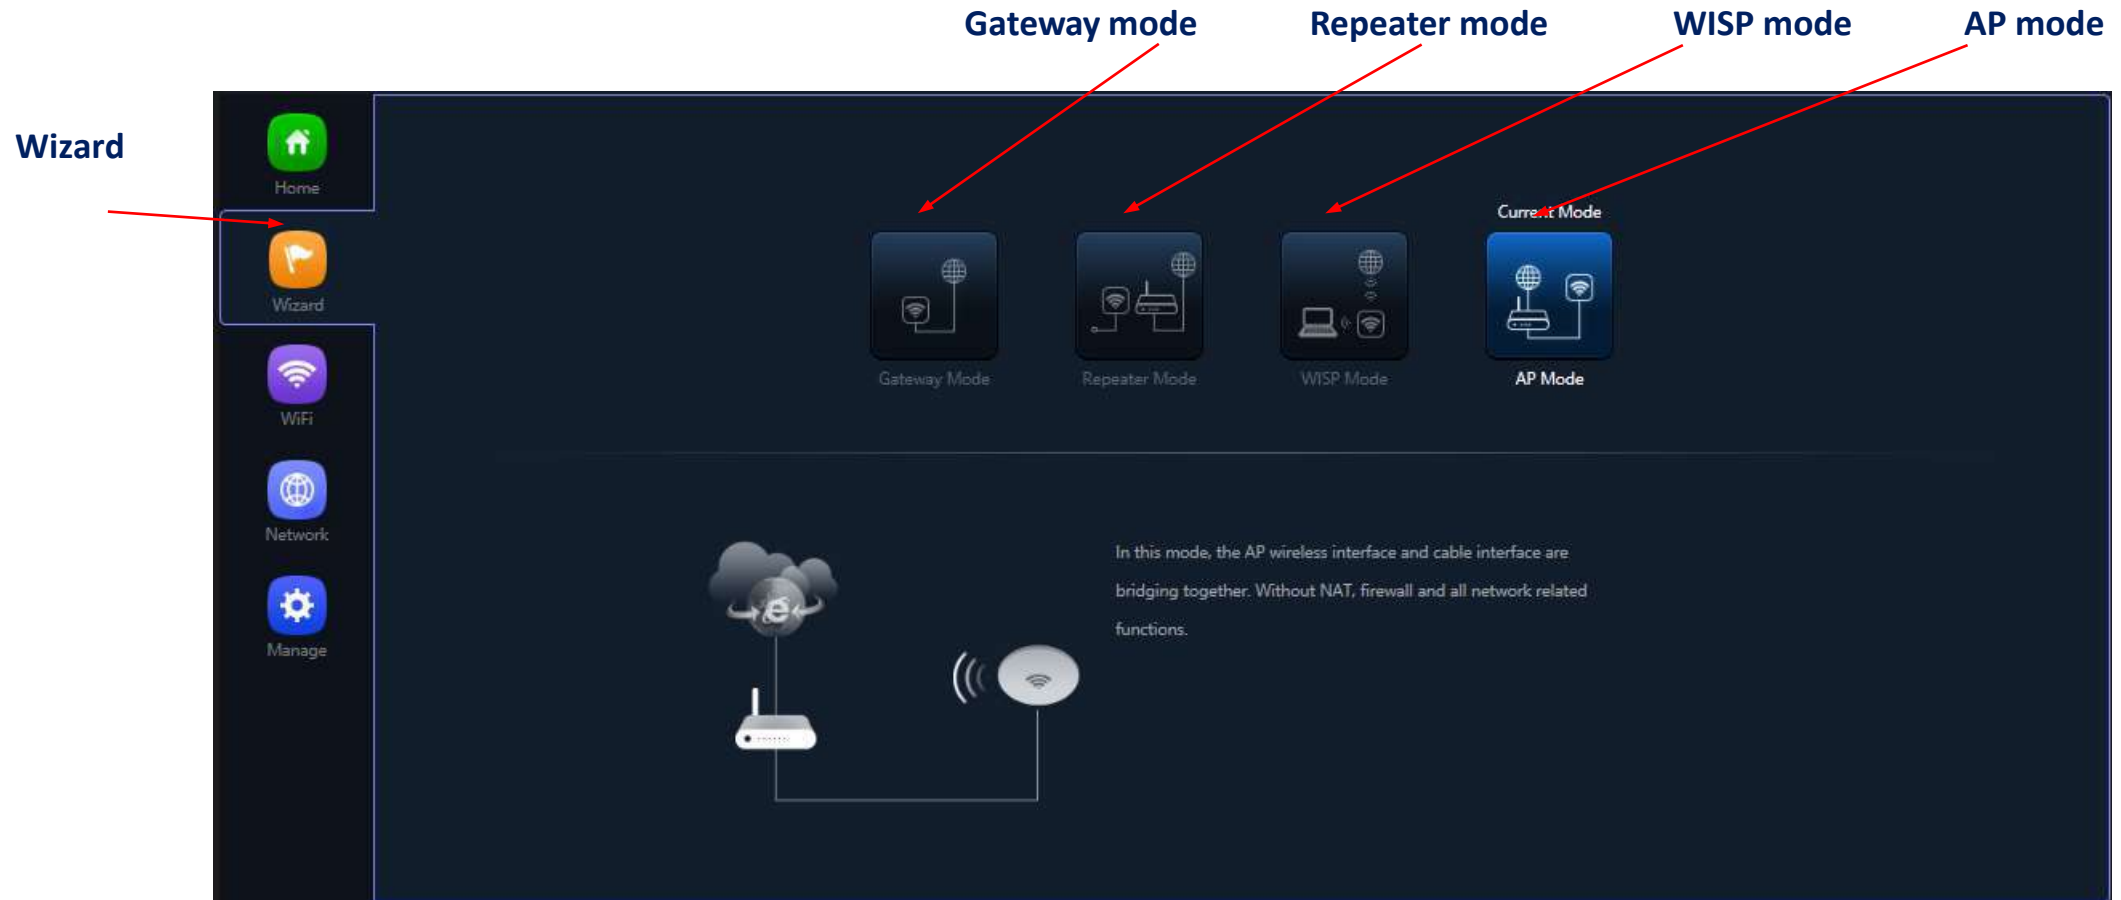 Gateway mode
Repeater mode
WISP mode
AP mode
Wizard
Home
Wizard
WiFi
Network
Manage
Current Mode
Gateway Mode
Repeater Mode
WISP Mode
AP Mode
In this mode, the AP wireless interface and cable interface are
bridging together. Without NAT, firewall and all network related
functions.